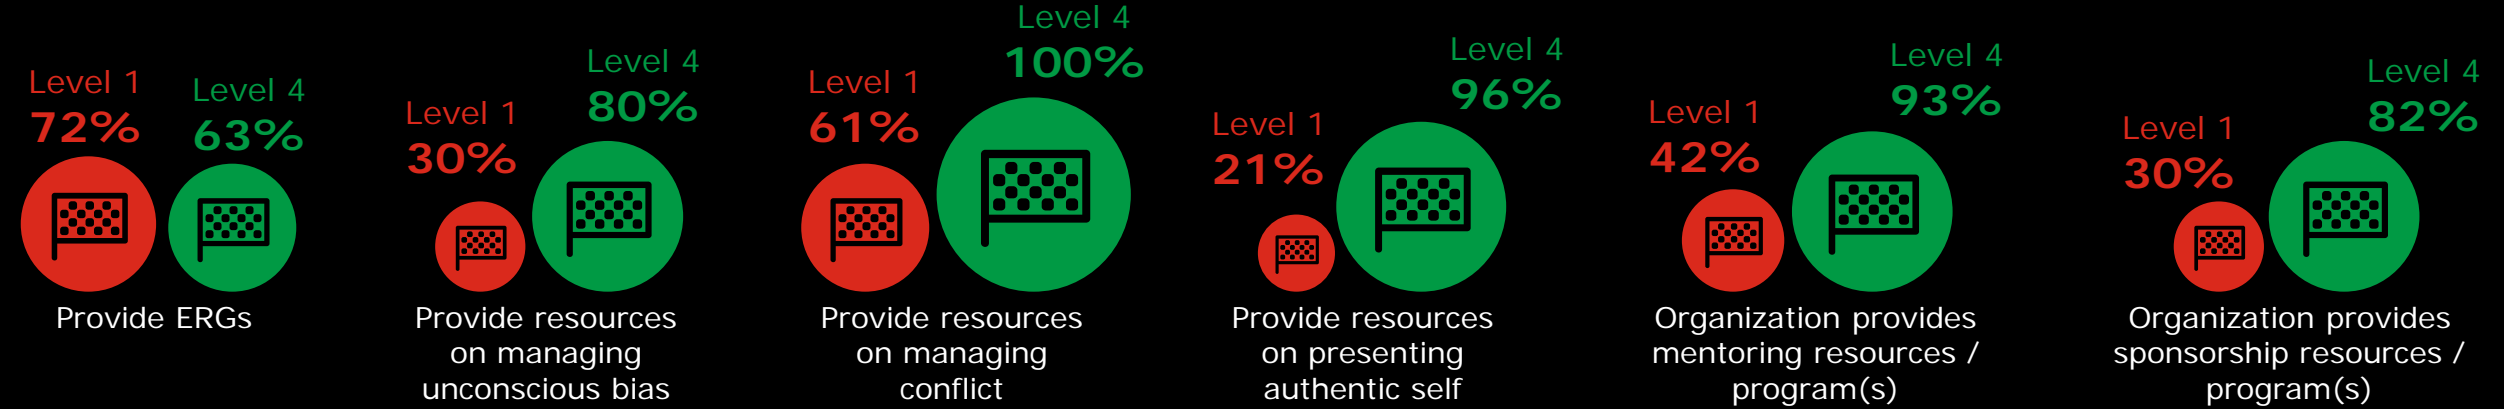 Level 1
72%
Level 4
63%
Provide ERGs
Level 1
30%
Level 4
80%
Provide resources
on managing
unconscious bias
Level 1
61%
Level 4
100%
Provide resources
on managing
conflict
Level 1
21%
Level 4
96%
Provide resources
on presenting
authentic self
Level 1
42%
Level 4
93%
Organization provides
mentoring resources /
program(s)
Level 1
30%
Level 4
82%
Organization provides
sponsorship resources /
program(s)